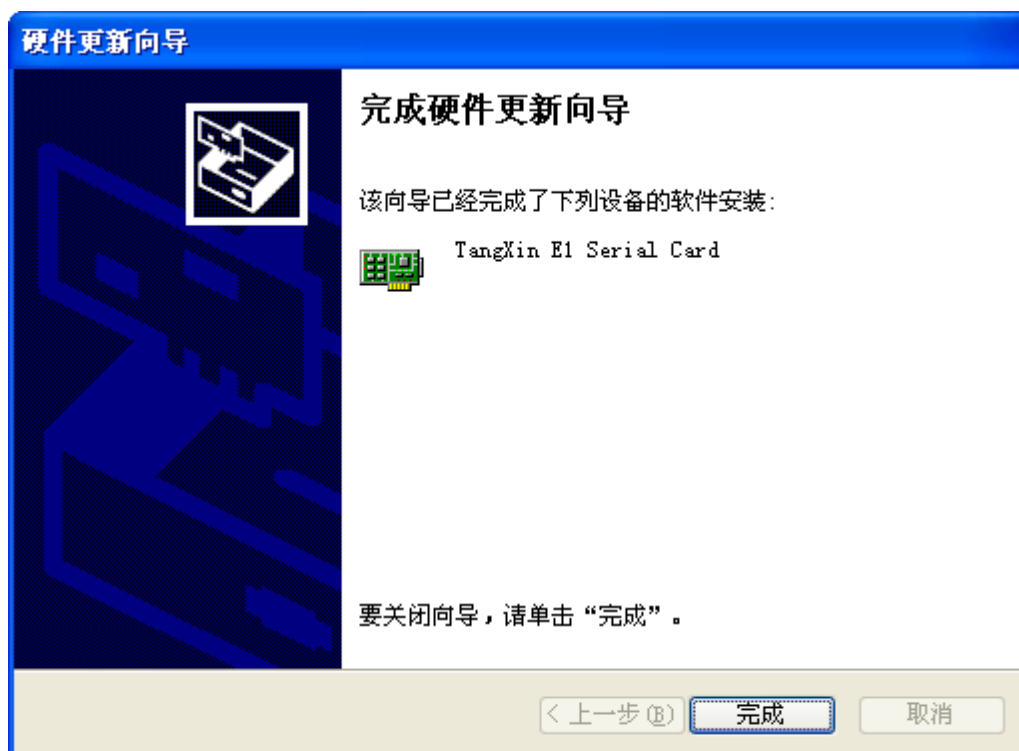 硬件更新向导
完成硬件更新向导
该向导已经完成了下列设备的软件安装:
TangXin E1 Serial Card
要关闭向导,请单击“完成”。
< 上一步(B)
完成
取消